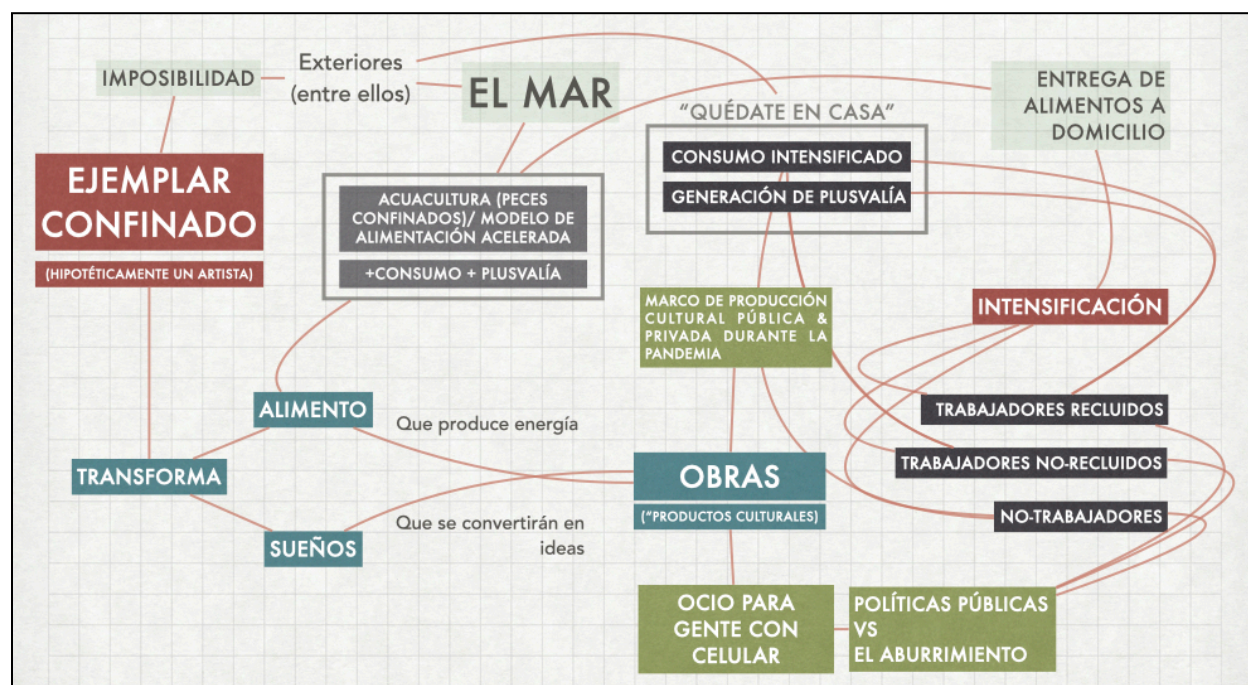 IMPOSIBILIDAD
Exteriores
(entre ellos)
EL MAR
"QUÉDATE EN CASA"
ENTREGA DE
ALIMENTOS A
DOMICILIO
EJEMPLAR
CONFINADO
(HIPOTÉTICAMENTE UN ARTISTA)
ACUACULTURA (PECES
CONFINADOS)/ MODELO DE
ALIMENTACIÓN ACELERADA
+CONSUMO + PLUSVALÍA
CONSUMO INTENSIFICADO
GENERACIÓN DE PLUSVALÍA
MARCO DE PRODUCCIÓN
CULTURAL PÚBLICA &
PRIVADA DURANTE LA
PANDEMIA
INTENSIFICACIÓN
ALIMENTO
Que produce energía
TRABAJADORES RECLUIDOS
TRANSFORMA
OBRAS
("PRODUCTOS CULTURALES)
TRABAJADORES NO-RECLUIDOS
SUEÑOS
Que se convertirán en
ideas
NO-TRABAJADORES
OCIO PARA
GENTE CON
CELULAR
POLÍTICAS PÚBLICAS
VS
EL ABURRIMIENTO